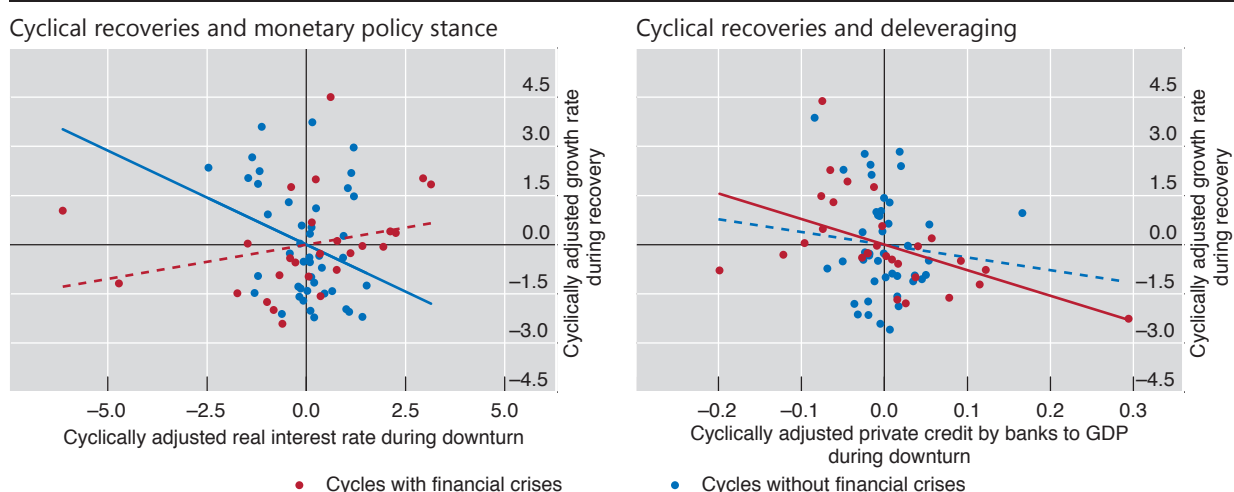 Cyclical recoveries and monetary policy stance
4.5
3.0
1.5
0.0
–1.5
–3.0
–4.5
Cyclically adjusted growth rate
during recovery
–5.0 –2.5 0.0 2.5 5.0
Cyclically adjusted real interest rate during downturn
Cyclical recoveries and deleveraging
4.5
3.0
1.5
0.0
–1.5
–3.0
–4.5
Cyclically adjusted growth rate
during recovery
–0.2 –0.1 0.0 0.1 0.2 0.3
Cyclically adjusted private credit by banks to GDP
during downturn
Cycles with financial crises
Cycles without financial crises